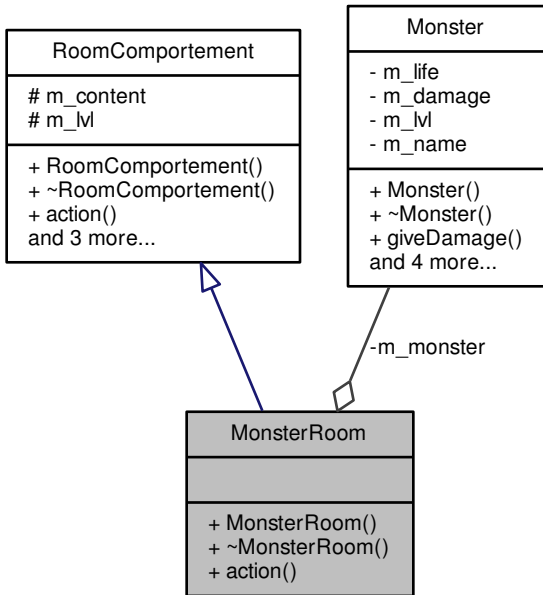 RoomComportement
# m_content
# m_lvl
+ RoomComportement()
+ ~RoomComportement()
+ action()
and 3 more...
Monster
- m_life
- m_damage
- m_lvl
- m_name
+ Monster()
+ ~Monster()
+ giveDamage()
and 4 more...
-m_monster
MonsterRoom
+ MonsterRoom()
+ ~MonsterRoom()
+ action()